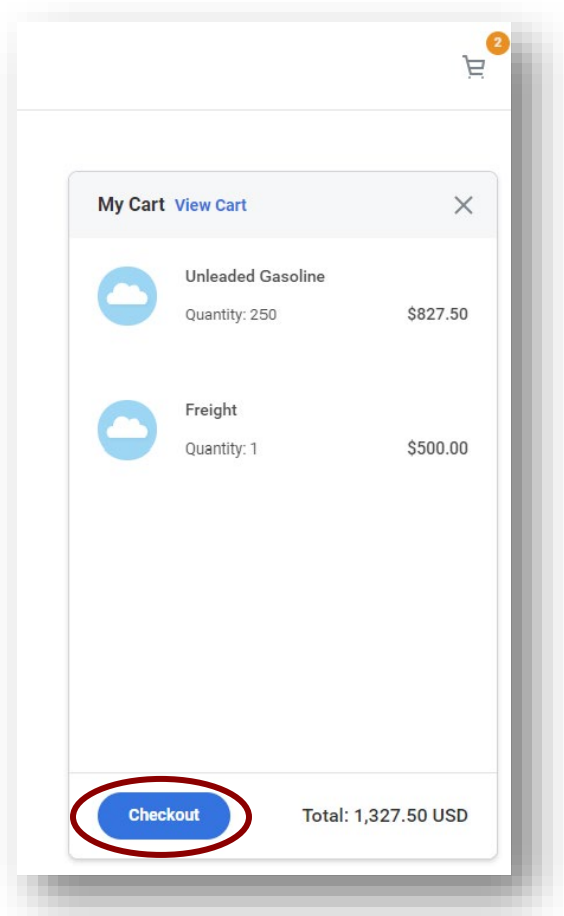 2
My Cart View Cart
Unleaded Gasoline
Quantity: 250 $827.50
Freight
Quantity: 1 $500.00
Checkout Total: 1,327.50 USD